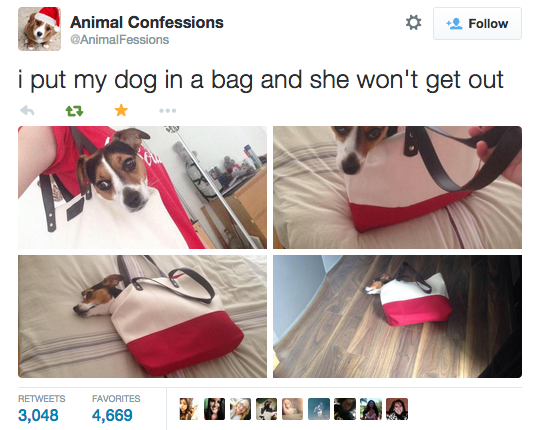 Animal Confessions
@AnimalFessions
Follow
i put my dog in a bag and she won't get out
RETWEETS
FAVORITES
3,048
4,669